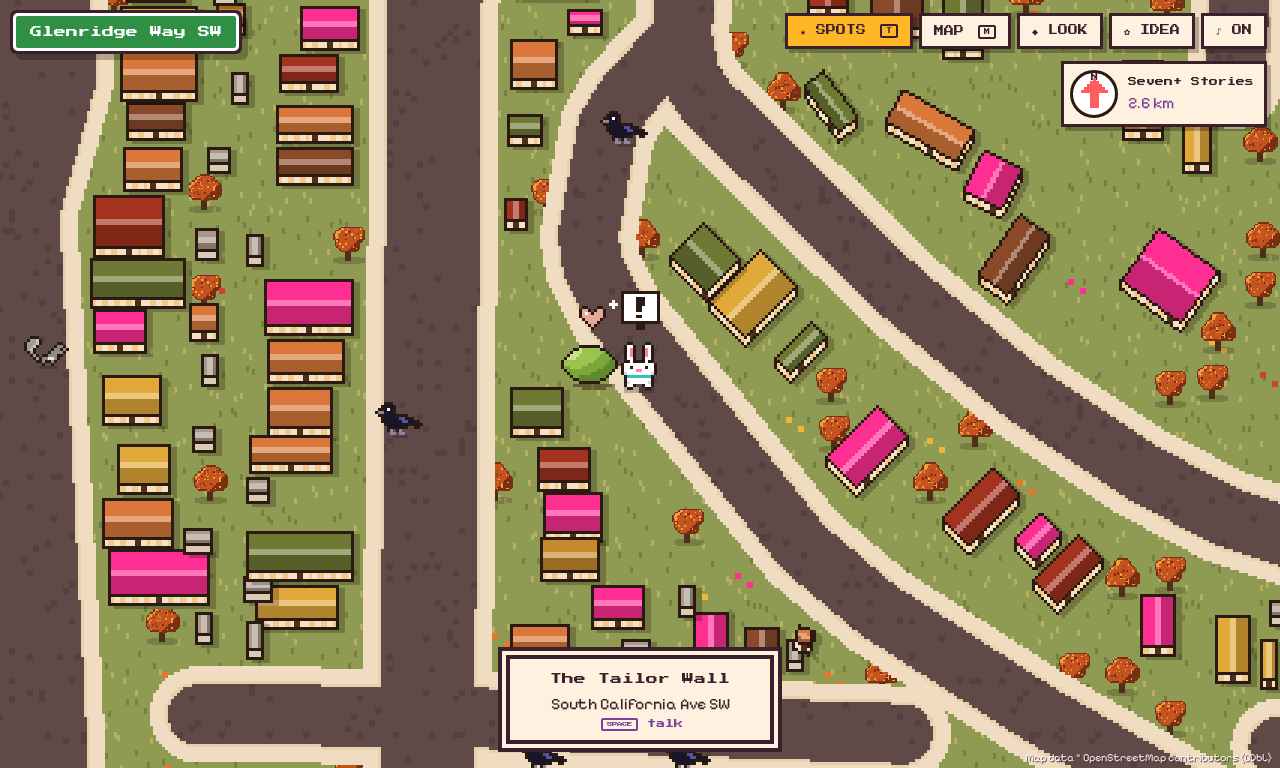 Glenridge Way SW
★ SPOTS T
MAP M
◆ LOOK
✿ IDEA
♪ ON
N
Seven+ Stories
2.6 km
!
The Tailor Wall
South California Ave SW
SPACE talk
Map data © OpenStreetMap contributors (ODbL)